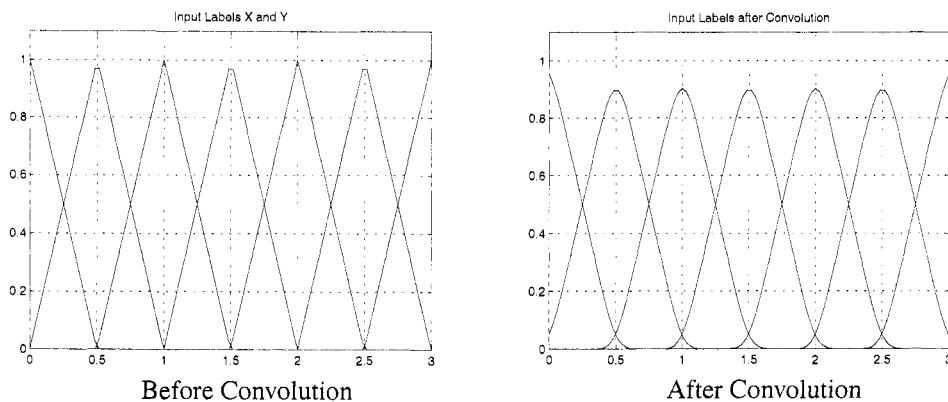 Input Labels X and Y
1
0.8
0.6
0.4
0.2
0
0 0.5 1 1.5 2 2.5 3
Before Convolution
Input Labels after Convolution
1
0.8
0.6
0.4
0.2
0
0 0.5 1 1.5 2 2.5 3
After Convolution